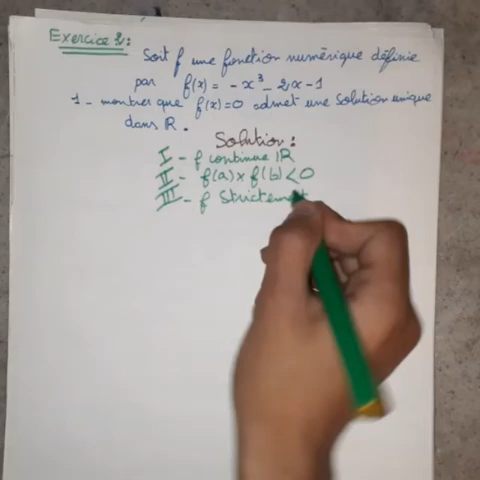 Exercice 2:
Soit f une fonction numérique définie
par f(x) = - x³ - 2x - 1
1 - montrer que f(x) = 0 admet une solution unique
dans ℝ.
Solution:
I - f continue ℝ
II - f(a) x f(b) < 0
III - f Strictement